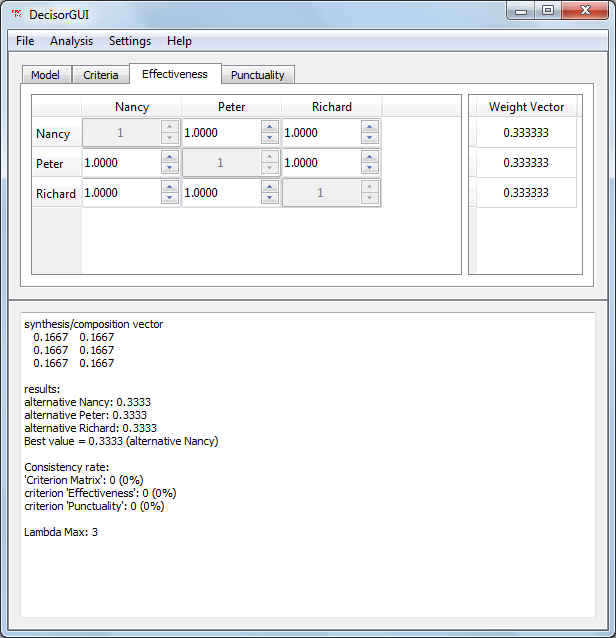 DecisorGUI
File Analysis Settings Help
Model Criteria Effectiveness Punctuality
Nancy Peter Richard Weight Vector
Nancy 1 1.0000 1.0000 0.333333
Peter 1.0000 1 1.0000 0.333333
Richard 1.0000 1.0000 1 0.333333
synthesis/composition vector
0.1667 0.1667
0.1667 0.1667
0.1667 0.1667
results:
alternative Nancy: 0.3333
alternative Peter: 0.3333
alternative Richard: 0.3333
Best value = 0.3333 (alternative Nancy)
Consistency rate:
'Criterion Matrix': 0 (0%)
criterion 'Effectiveness': 0 (0%)
criterion 'Punctuality': 0 (0%)
Lambda Max: 3